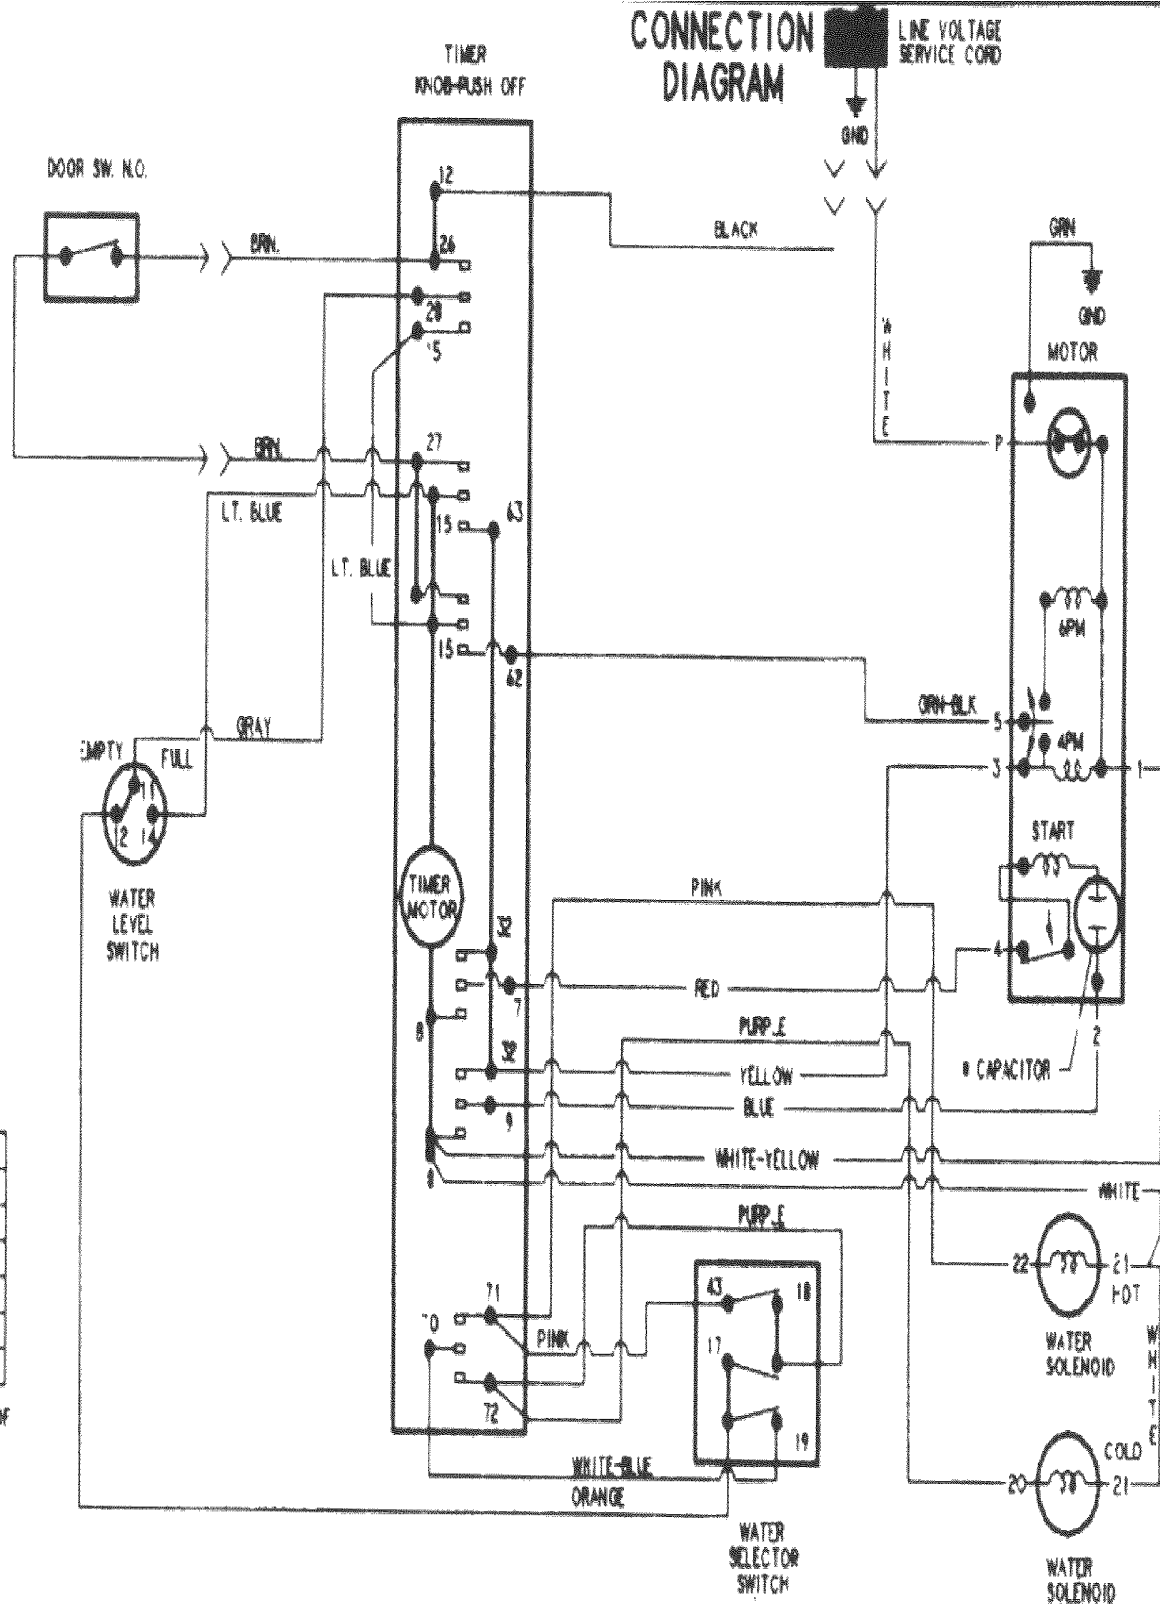 CONNECTION
DIAGRAM
LINE VOLTAGE
SERVICE CORD
GND
TIMER
KNOB-PUSH OFF
DOOR SW. N.O.
12
BLACK
BRN.
26
GRN
GND
MOTOR
20
15
WHITE
P
BRN.
27
LT. BLUE
15
63
LT. BLUE
6PM
15
62
ORN-BLK
5
GRAY
4PM
3
1
EMPTY
FULL
11
12
14
WATER
LEVEL
SWITCH
START
TIMER
MOTOR
PINK
32
4
7
RED
8
PURPLE
2
32
YELLOW
CAPACITOR
9
BLUE
WHITE-YELLOW
8
WHITE
PURPLE
22
21
HOT
WATER
SOLENOID
WHITE
71
70
PINK
43
18
17
72
19
WHITE-BLUE
ORANGE
COLD
20
21
WATER
SELECTOR
SWITCH
WATER
SOLENOID